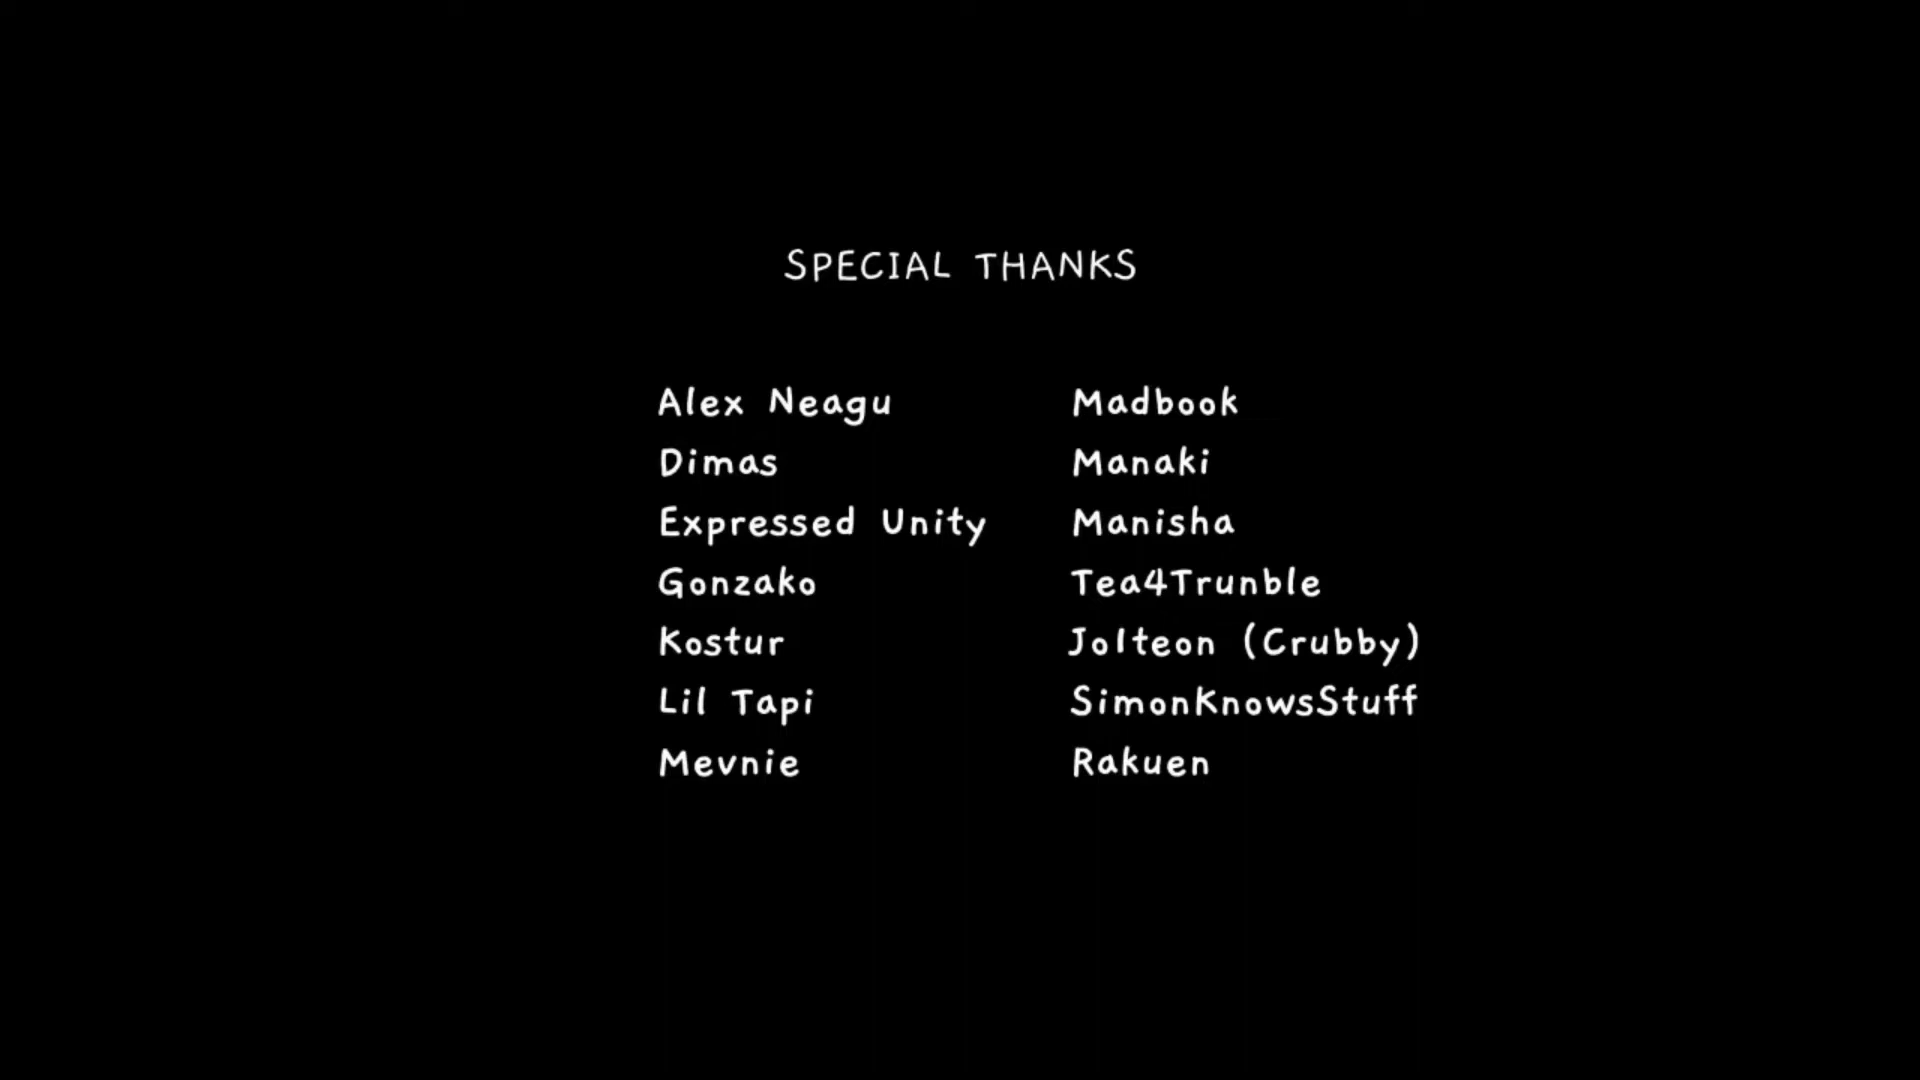 SPECIAL THANKS
Alex Neagu
Dimas
Expressed Unity
Gonzako
Kostur
Lil Tapi
Mevnie
Madbook
Manaki
Manisha
Tea4Trunble
Jolteon (Crubby)
SimonKnowsStuff
Rakuen